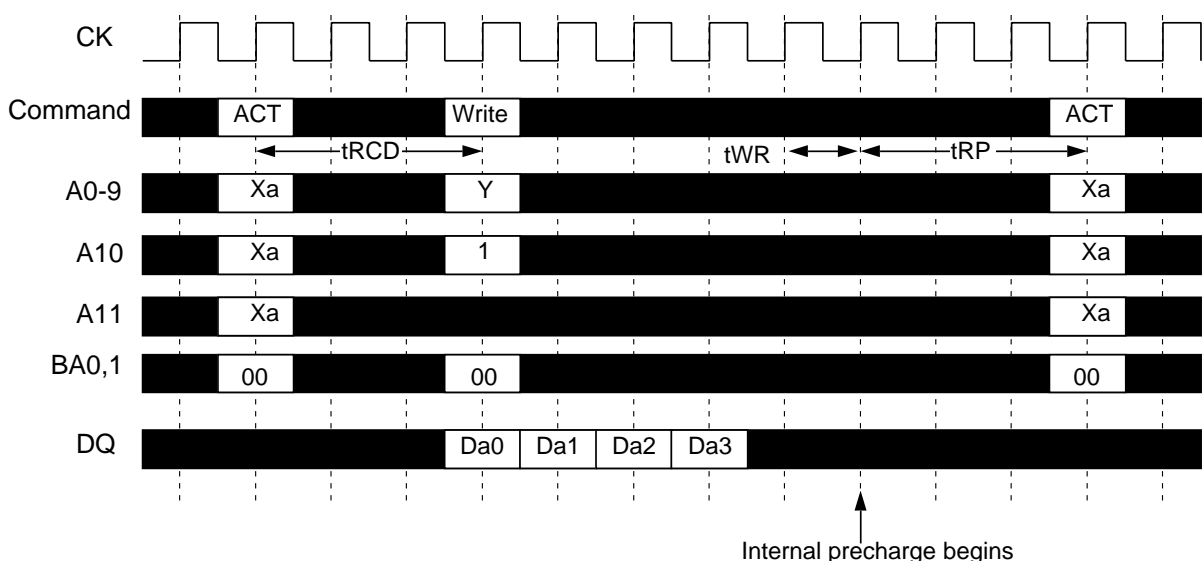 CK
Command ACT Write ACT
tRCD tWR tRP
A0-9 Xa Y Xa
A10 Xa 1 Xa
A11 Xa Xa
BA0,1 00 00 00
DQ Da0 Da1 Da2 Da3
Internal precharge begins